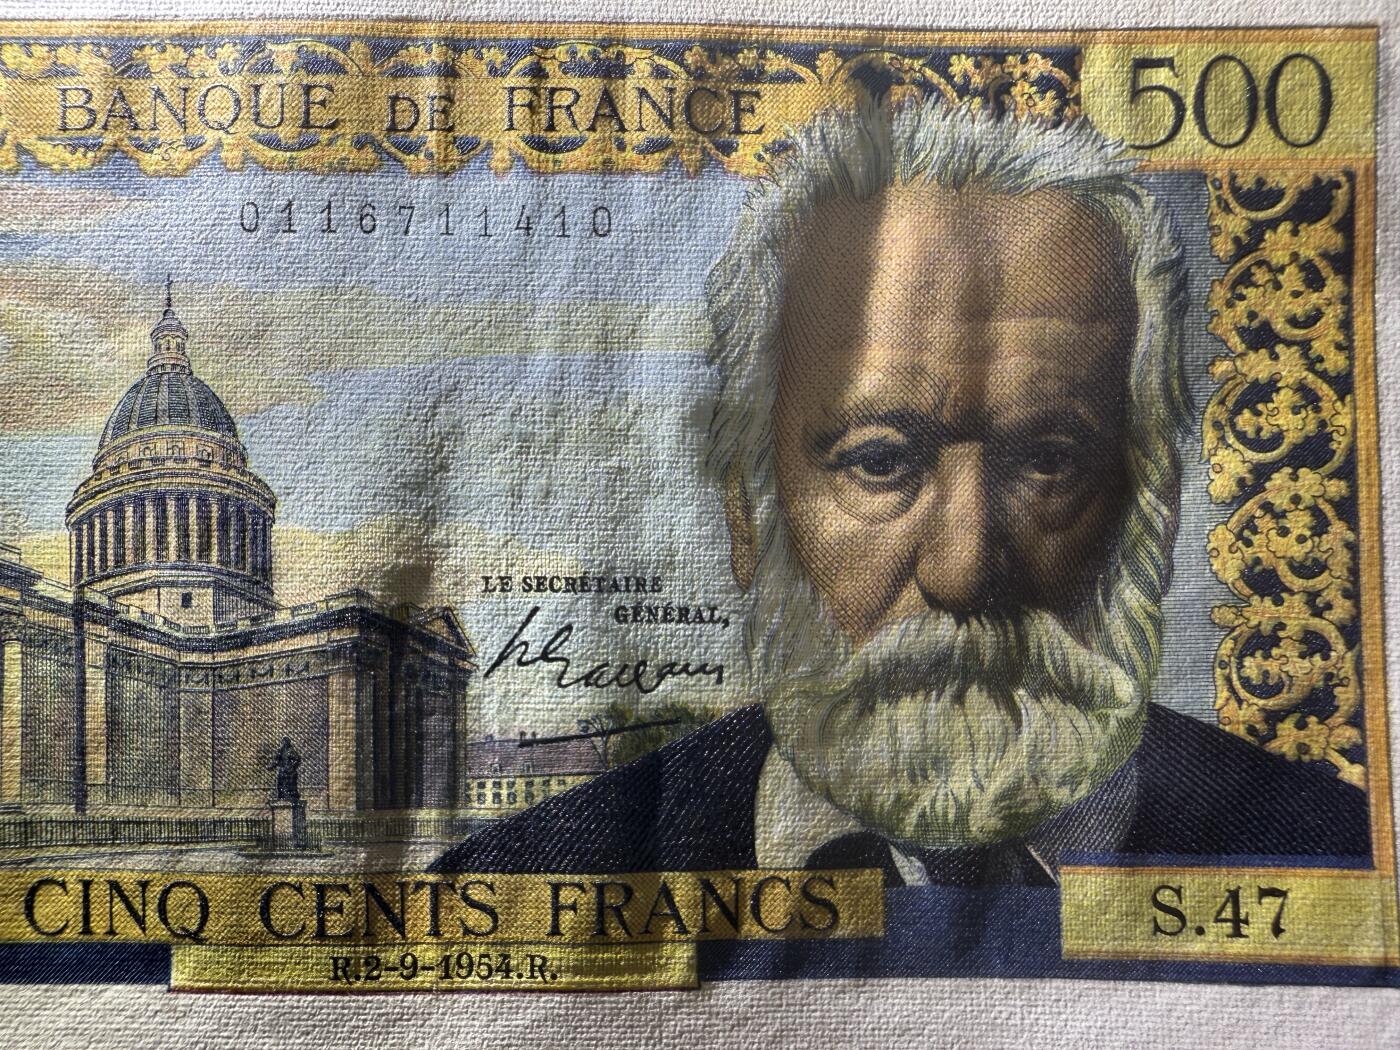 BANQUE DE FRANCE
500
0116711410
LE SECRÉTAIRE
GÉNÉRAL,
CINQ CENTS FRANCS
S.47
R.2-9-1954.R.